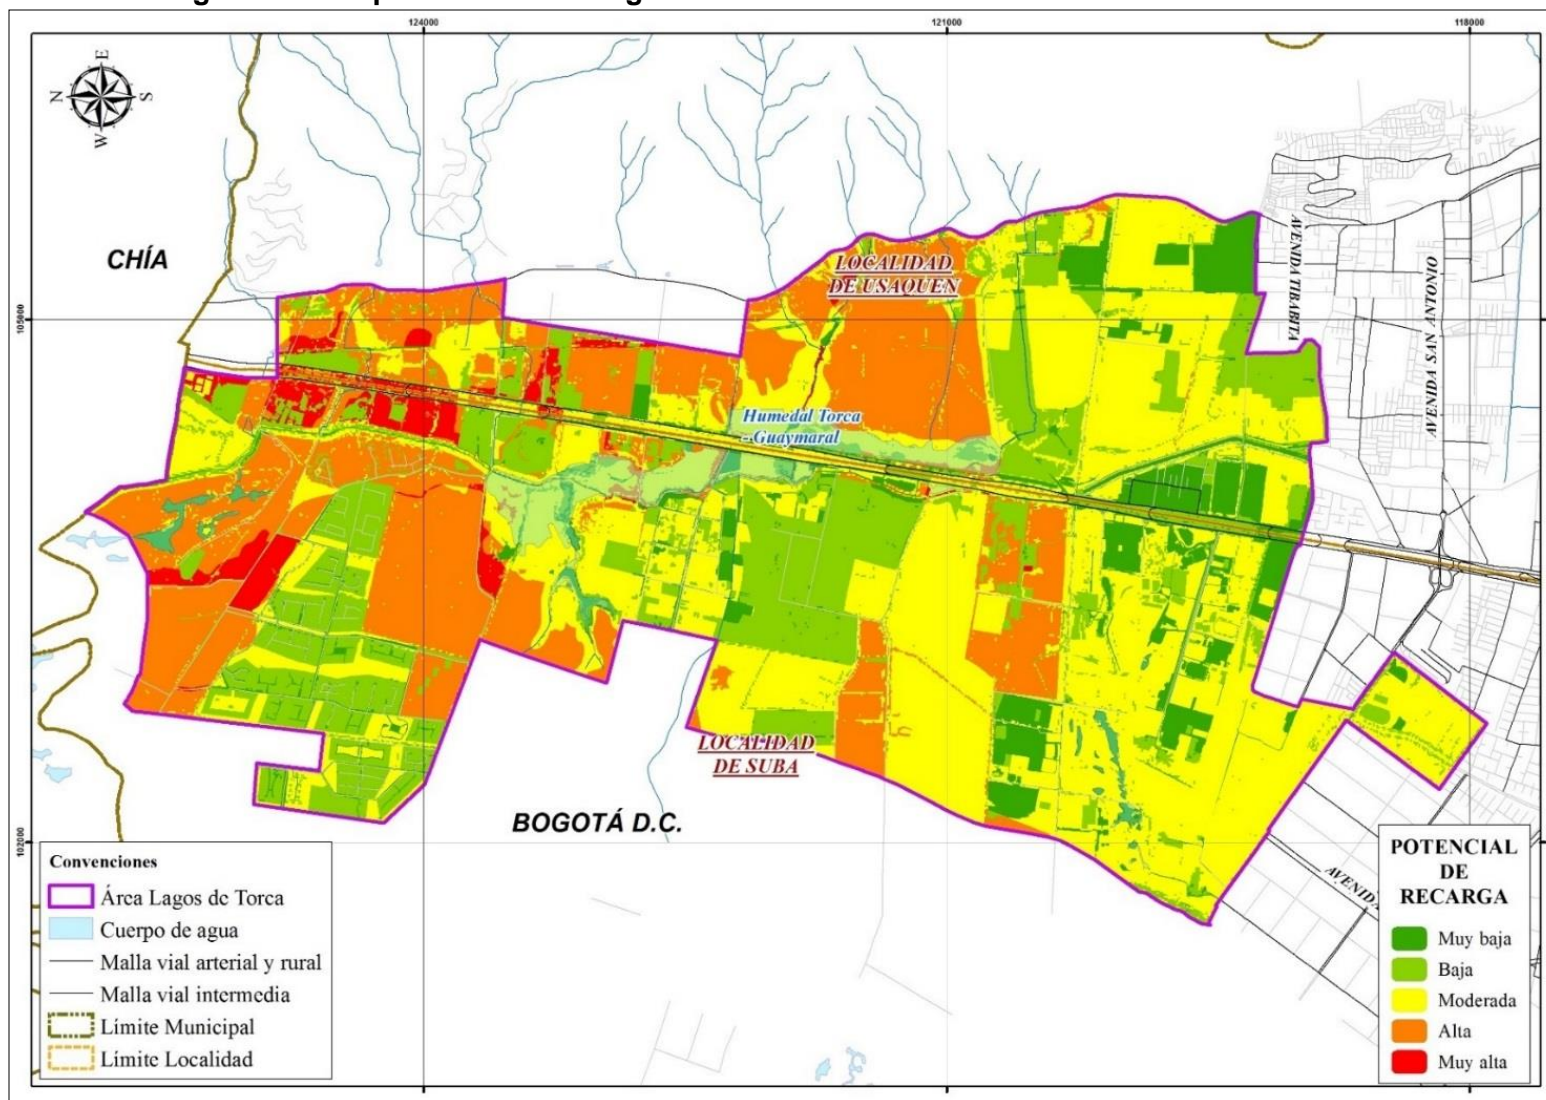 124000
121000
118000
E
N
S
W
CHÍA
LOCALIDAD
DE USAQUEN
AVENIDA TIBABITA
AVENIDA SAN ANTONIO
105000
Humedal Torca
- Guaymaral
LOCALIDAD
DE SUBA
BOGOTÁ D.C.
102000
AVENIDA
Convenciones
Área Lagos de Torca
Cuerpo de agua
Malla vial arterial y rural
Malla vial intermedia
Límite Municipal
Límite Localidad
POTENCIAL
DE
RECARGA
Muy baja
Baja
Moderada
Alta
Muy alta